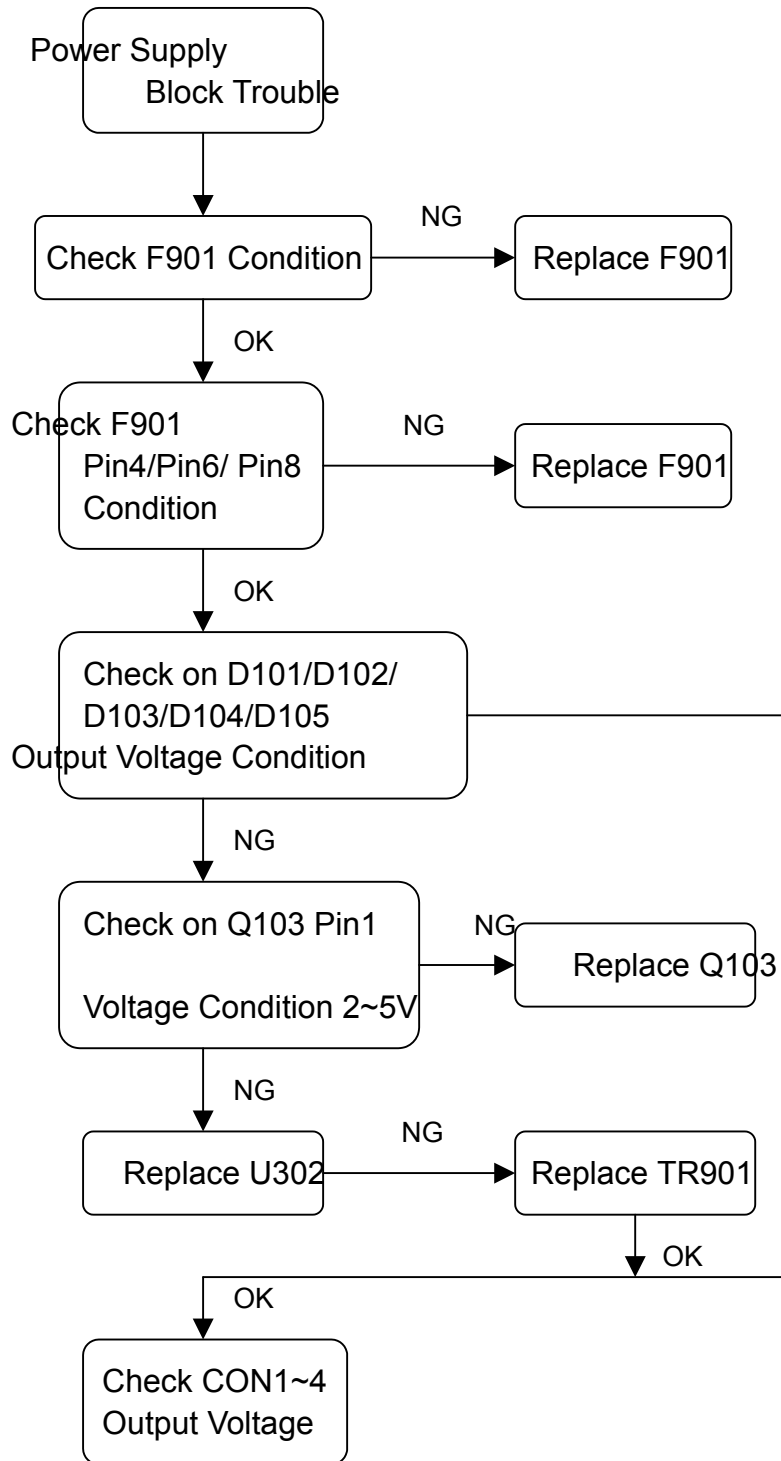 Power Supply
Block Trouble
Check F901 Condition
NG
Replace F901
OK
Check F901
Pin4/Pin6/ Pin8
Condition
NG
Replace F901
OK
Check on D101/D102/
D103/D104/D105
Output Voltage Condition
NG
Check on Q103 Pin1
Voltage Condition 2~5V
NG
Replace Q103
NG
Replace U302
NG
Replace TR901
OK
OK
Check CON1~4
Output Voltage